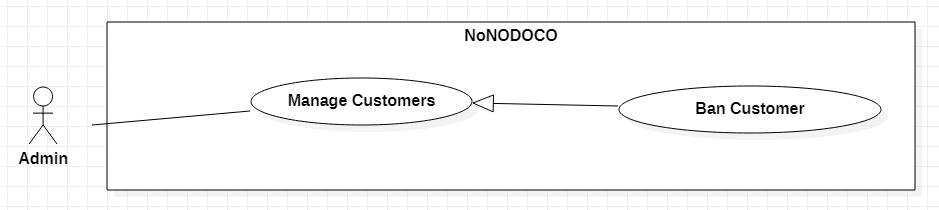 NoNODOCO
Manage Customers
Ban Customer
Admin